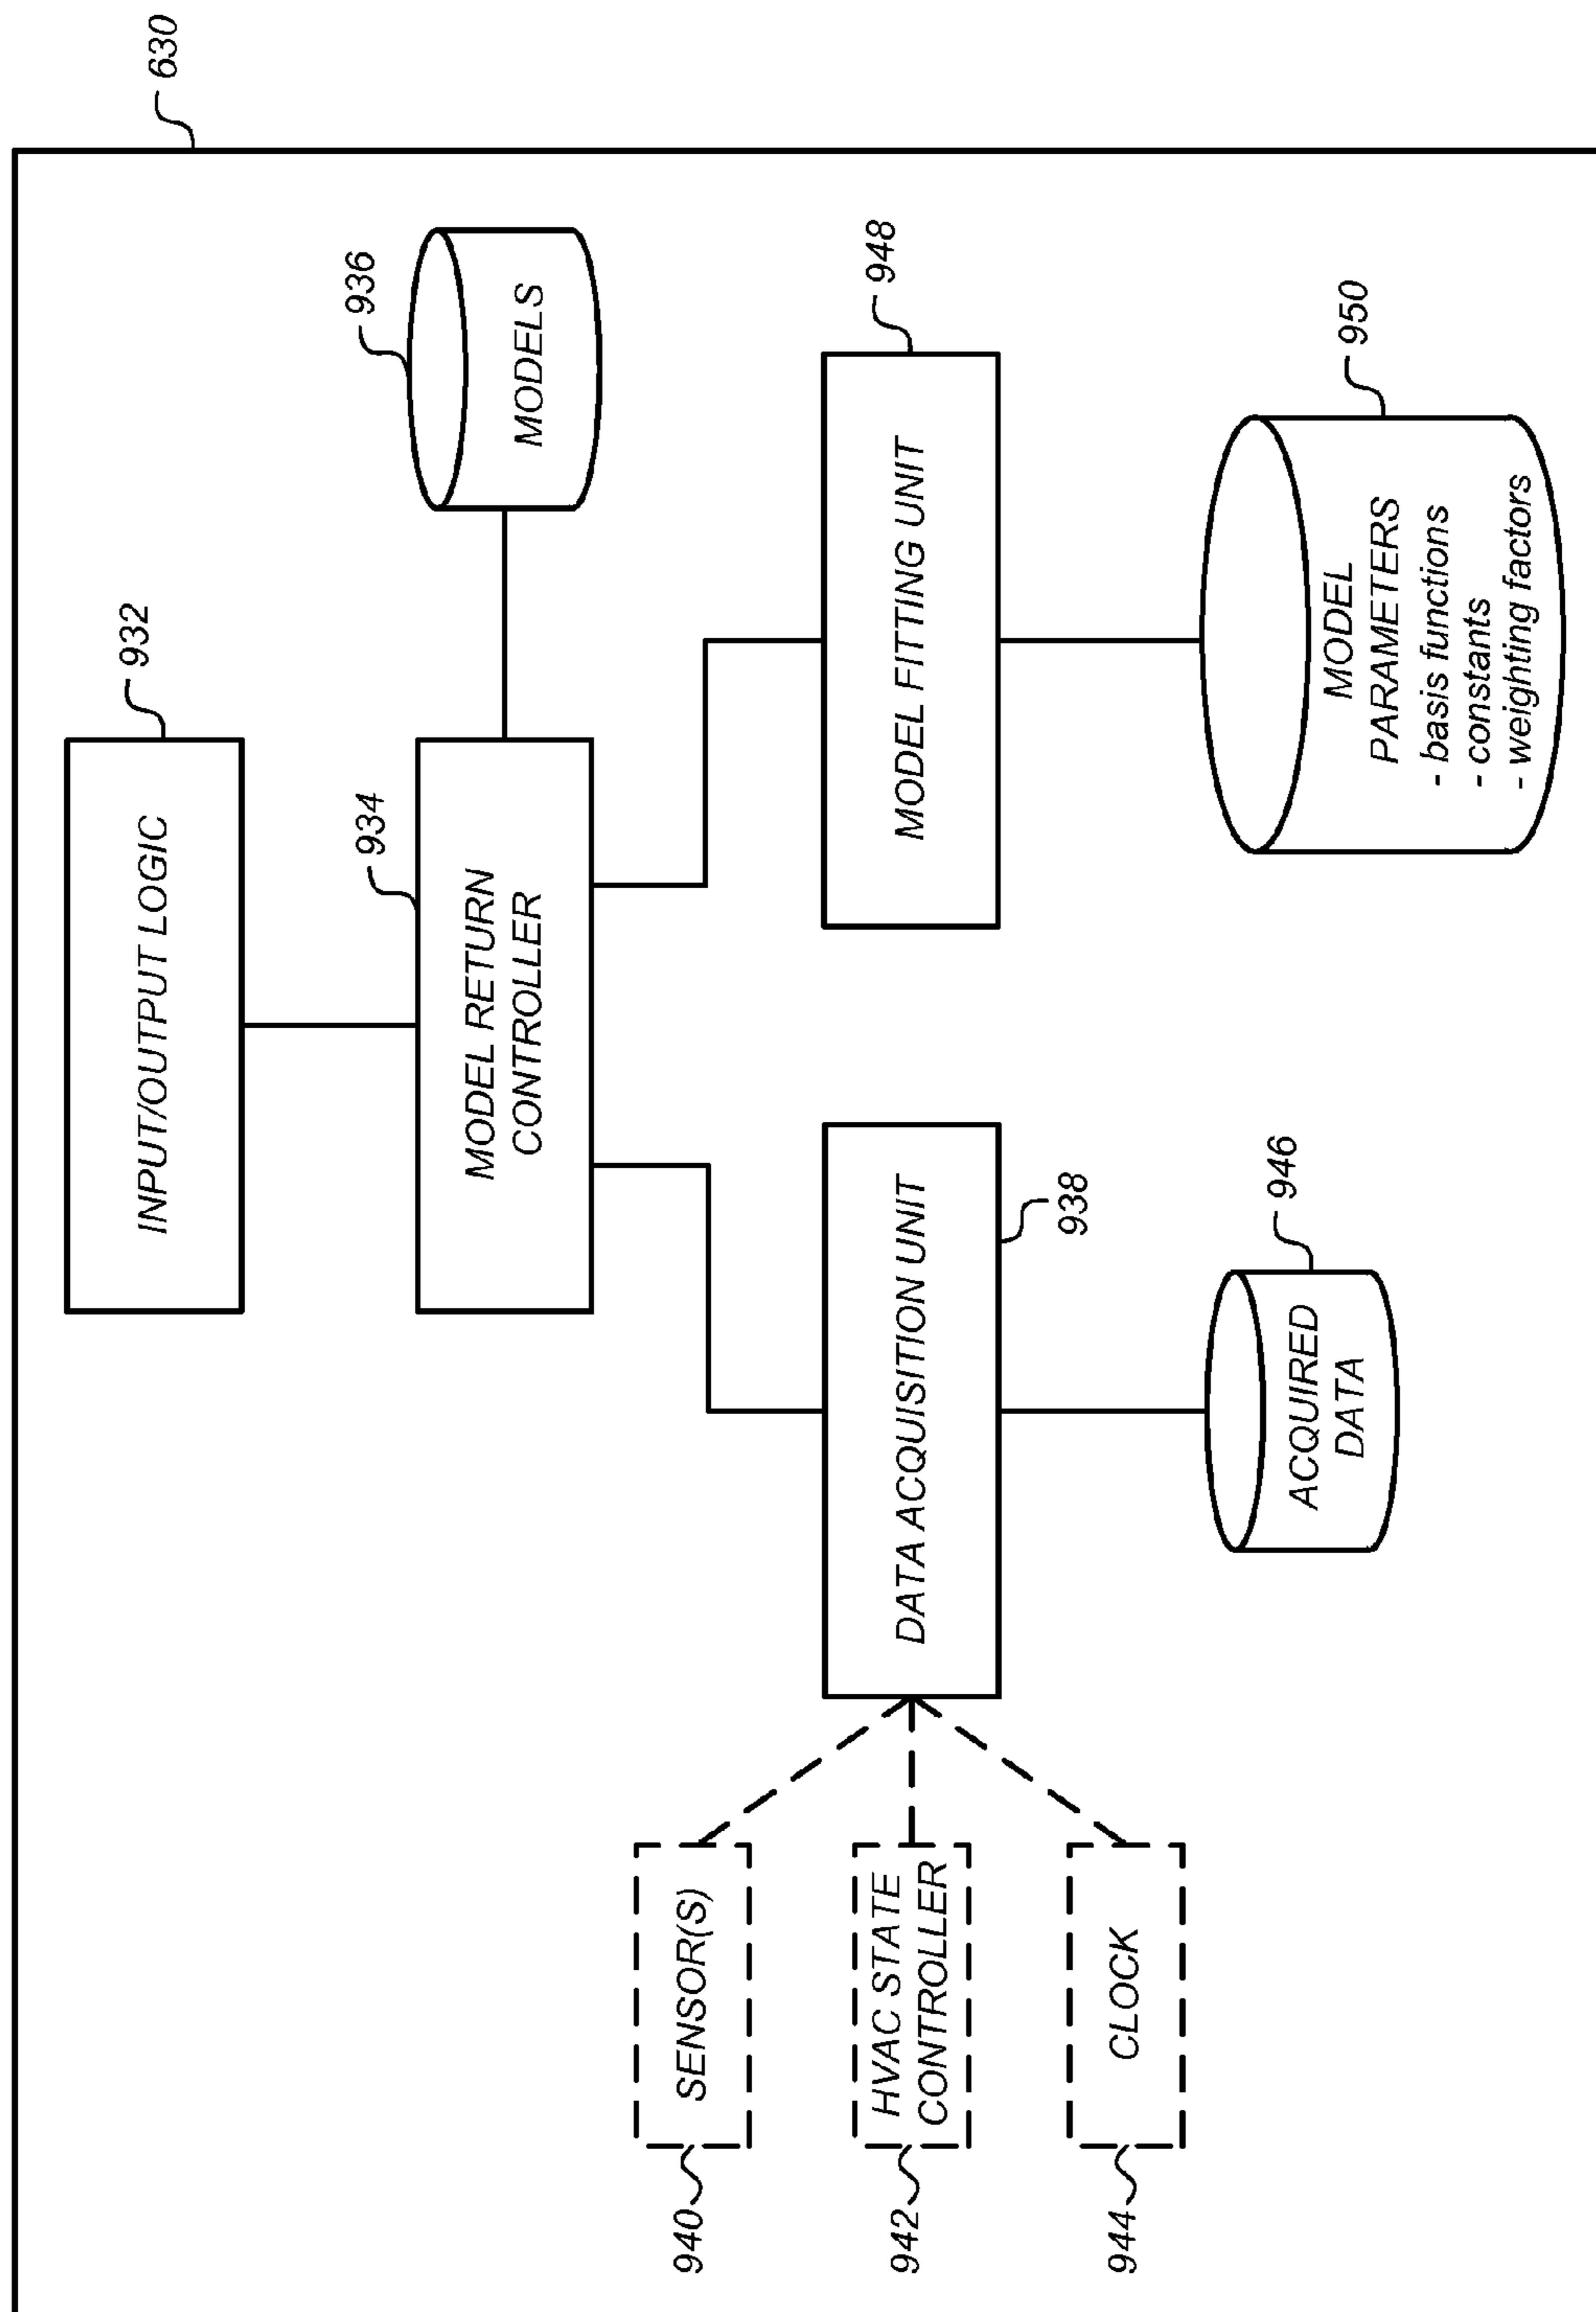 630
932
INPUT/OUTPUT LOGIC
934
MODEL RETURN
CONTROLLER
936
MODELS
940
SENSOR(S)
942
HVAC STATE
CONTROLLER
944
CLOCK
DATA ACQUISITION UNIT
938
948
MODEL FITTING UNIT
946
ACQUIRED
DATA
950
MODEL
PARAMETERS
- basis functions
- constants
- weighting factors